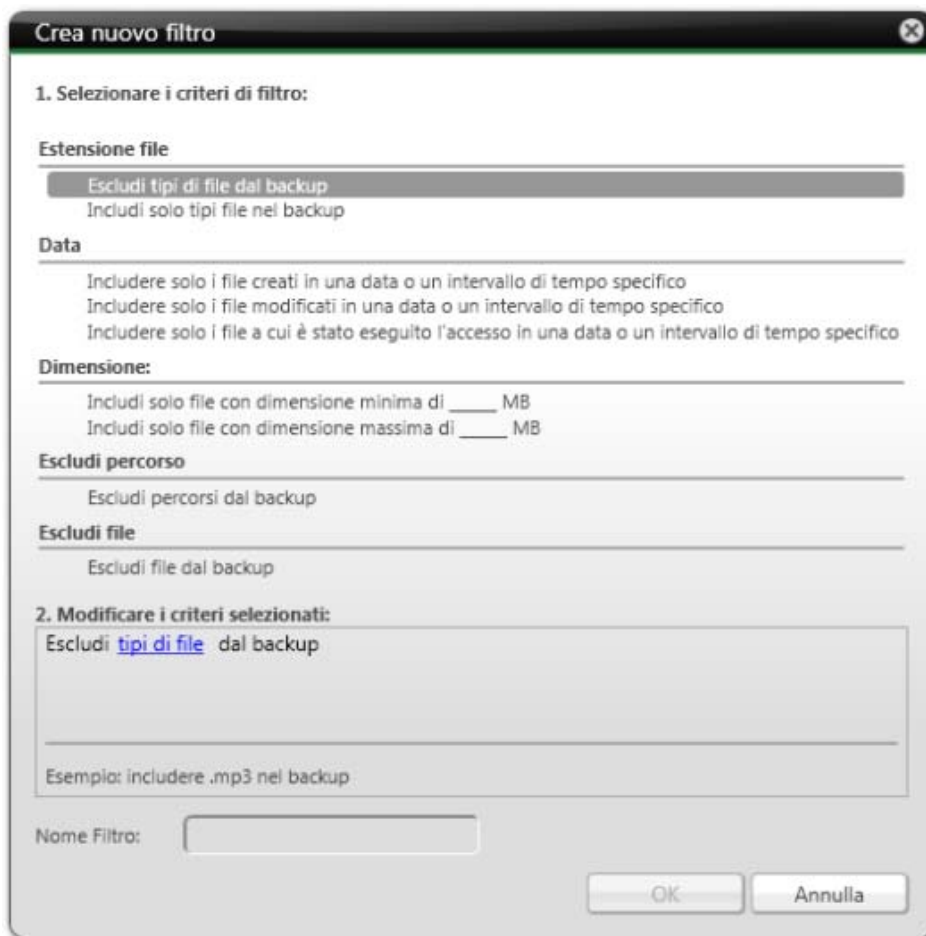 Crea nuovo filtro
1. Selezionare i criteri di filtro:
Estensione file
Escludi tipi di file dal backup
Includi solo tipi file nel backup
Data
Includere solo i file creati in una data o un intervallo di tempo specifico
Includere solo i file modificati in una data o un intervallo di tempo specifico
Includere solo i file a cui è stato eseguito l'accesso in una data o un intervallo di tempo specifico
Dimensione:
Includi solo file con dimensione minima di _____ MB
Includi solo file con dimensione massima di _____ MB
Escludi percorso
Escludi percorsi dal backup
Escludi file
Escludi file dal backup
2. Modificare i criteri selezionati:
Escludi tipi di file dal backup
Esempio: includere .mp3 nel backup
Nome Filtro:
OK Annulla